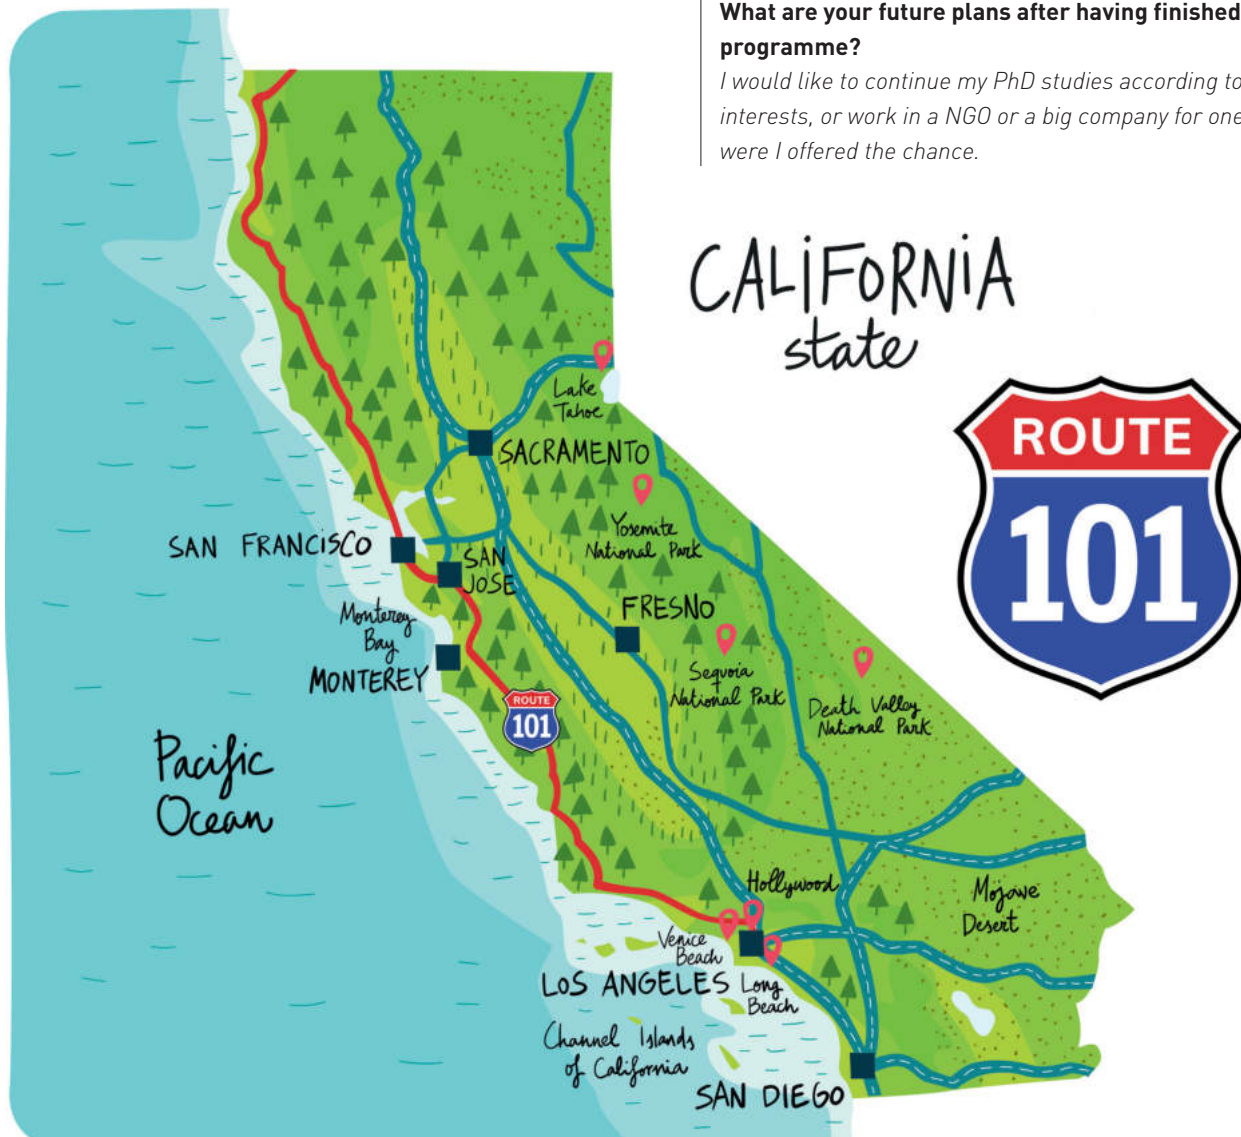 What are your future plans after having finished
programme?
I would like to continue my PhD studies according to
interests, or work in a NGO or a big company for one
were I offered the chance.
CALIFORNIA
state
ROUTE
101
Lake
Tahoe
SACRAMENTO
Yosemite
National Park
SAN FRANCISCO
SAN
JOSE
Monterey
Bay
MONTEREY
FRESNO
Sequoia
National Park
Death Valley
National Park
ROUTE
101
Pacific
Ocean
Hollywood
Mojawe
Desert
Venice
Beach
LOS ANGELES
Long
Beach
Channel Islands
of California
SAN DIEGO